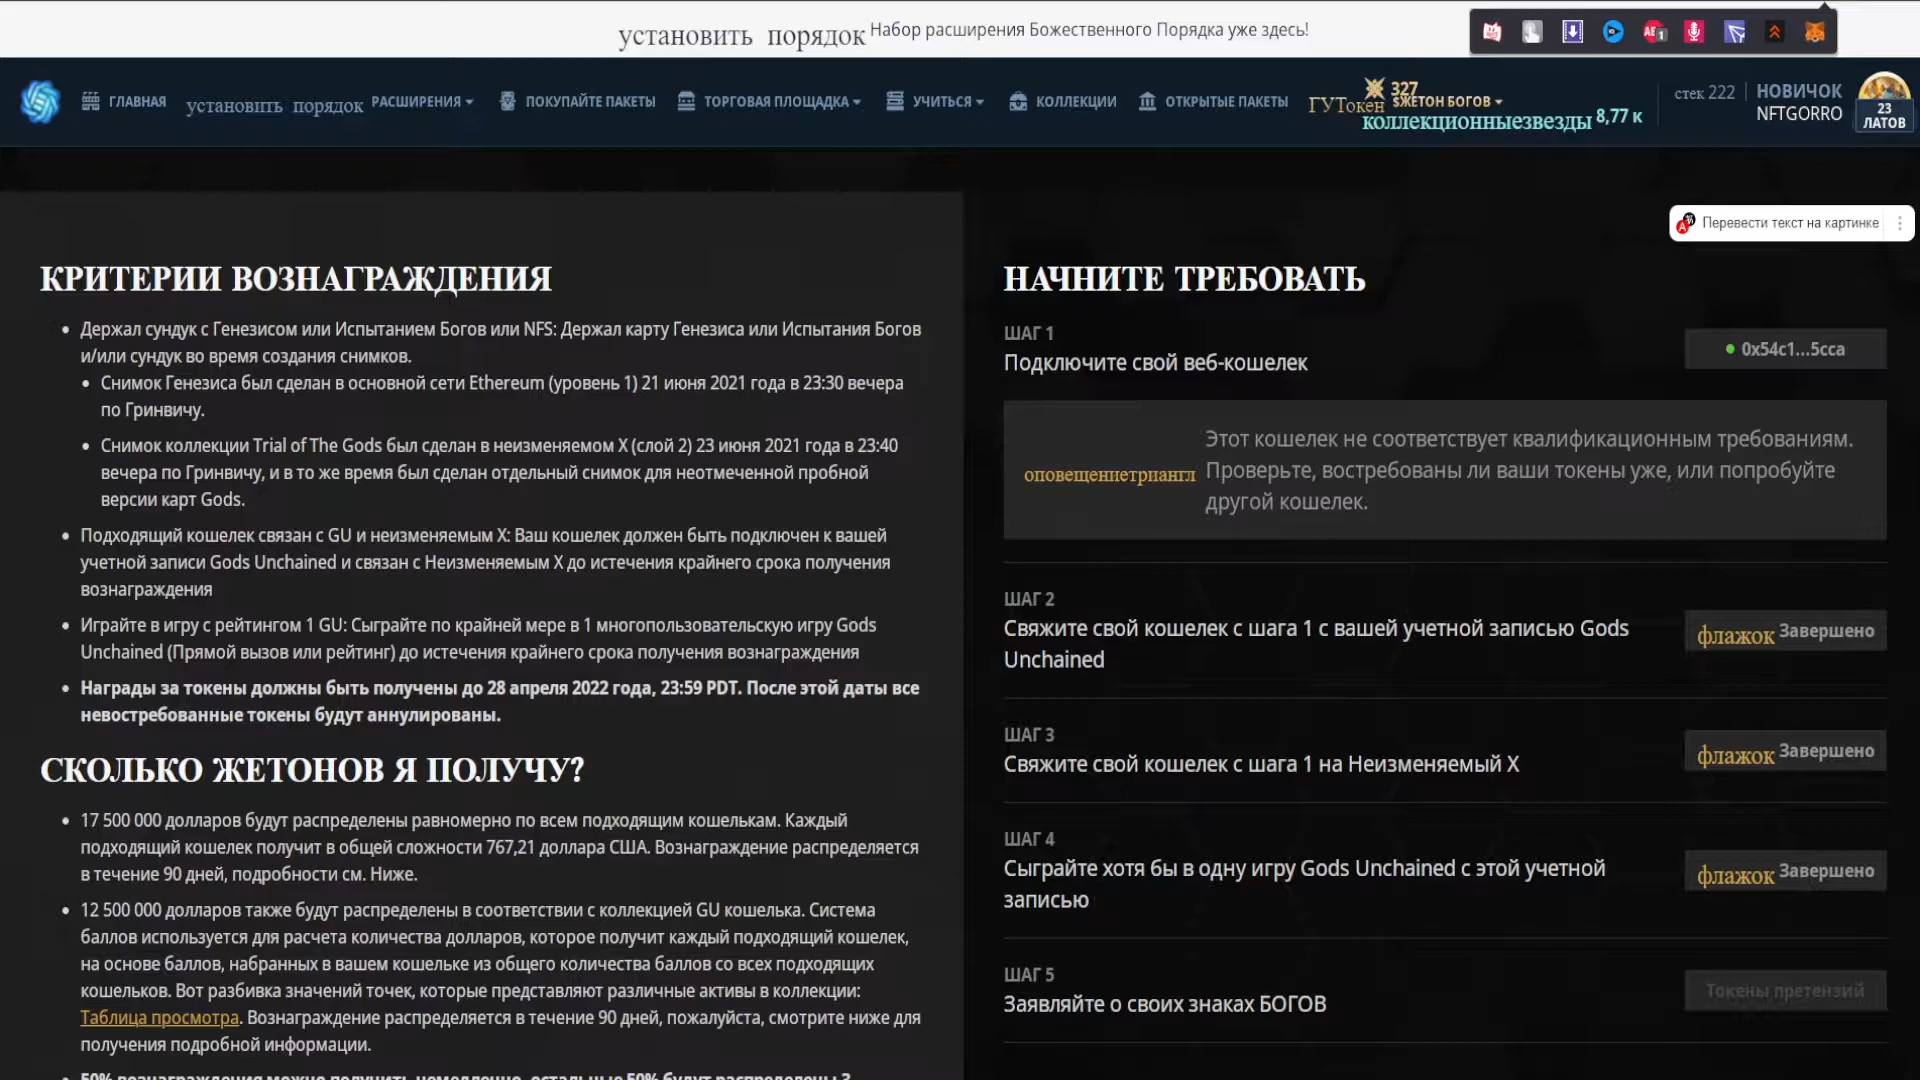 установить порядок Набор расширения Божественного Порядка уже здесь!
ГЛАВНАЯ установить порядок РАСШИРЕНИЯ ПОКУПАЙТЕ ПАКЕТЫ ТОРГОВАЯ ПЛОЩАДКА УЧИТЬСЯ КОЛЛЕКЦИИ ОТКРЫТЫЕ ПАКЕТЫ
327
ГУТокен $ЖЕТОН БОГОВ
коллекционныезвезды 8,77 к
стек 222
НОВИЧОК
NFTGORRO
23
ЛАТОВ
Перевести текст на картинке
КРИТЕРИИ ВОЗНАГРАЖДЕНИЯ
• Держал сундук с Генезисом или Испытанием Богов или NFS: Держал карту Генезиса или Испытания Богов
и/или сундук во время создания снимков.
• Снимок Генезиса был сделан в основной сети Ethereum (уровень 1) 21 июня 2021 года в 23:30 вечера
по Гринвичу.
• Снимок коллекции Trial of The Gods был сделан в неизменяемом X (слой 2) 23 июня 2021 года в 23:40
вечера по Гринвичу, и в то же время был сделан отдельный снимок для неотмеченной пробной
версии карт Gods.
• Подходящий кошелек связан с GU и неизменяемым X: Ваш кошелек должен быть подключен к вашей
учетной записи Gods Unchained и связан с Неизменяемым X до истечения крайнего срока получения
вознаграждения
• Играйте в игру с рейтингом 1 GU: Сыграйте по крайней мере в 1 многопользовательскую игру Gods
Unchained (Прямой вызов или рейтинг) до истечения крайнего срока получения вознаграждения
• Награды за токены должны быть получены до 28 апреля 2022 года, 23:59 PDT. После этой даты все
невостребованные токены будут аннулированы.
СКОЛЬКО ЖЕТОНОВ Я ПОЛУЧУ?
• 17 500 000 долларов будут распределены равномерно по всем подходящим кошелькам. Каждый
подходящий кошелек получит в общей сложности 767,21 доллара США. Вознаграждение распределяется
в течение 90 дней, подробности см. Ниже.
• 12 500 000 долларов также будут распределены в соответствии с коллекцией GU кошелька. Система
баллов используется для расчета количества долларов, которое получит каждый подходящий кошелек,
на основе баллов, набранных в вашем кошельке из общего количества баллов со всех подходящих
кошельков. Вот разбивка значений точек, которые представляют различные активы в коллекции:
Таблица просмотра. Вознаграждение распределяется в течение 90 дней, пожалуйста, смотрите ниже для
получения подробной информации.
• 50% вознаграждения можно получить немедленно, остальные 50% будут распределены 3
НАЧНИТЕ ТРЕБОВАТЬ
ШАГ 1
Подключите свой веб-кошелек
0x54c1...5cca
оповещениетриангл
Этот кошелек не соответствует квалификационным требованиям.
Проверьте, востребованы ли ваши токены уже, или попробуйте
другой кошелек.
ШАГ 2
Свяжите свой кошелек с шага 1 с вашей учетной записью Gods
Unchained
флажок Завершено
ШАГ 3
Свяжите свой кошелек с шага 1 на Неизменяемый X
флажок Завершено
ШАГ 4
Сыграйте хотя бы в одну игру Gods Unchained с этой учетной
записью
флажок Завершено
ШАГ 5
Заявляйте о своих знаках БОГОВ
Токены претензий